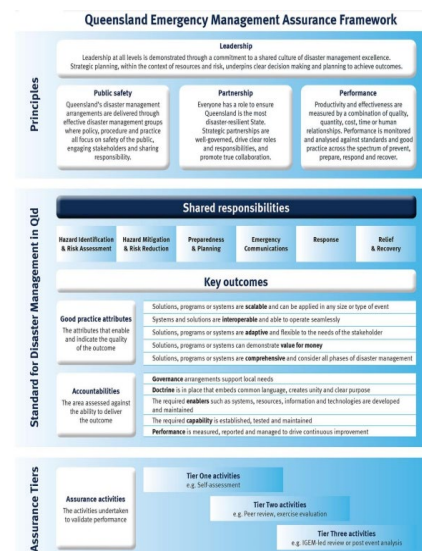 Queensland Emergency Management Assurance Framework
Principles
Leadership
Leadership at all levels is demonstrated through a commitment to a shared culture of disaster management excellence.
Strategic planning, within the context of resources and risk, underpins clear decision making and planning to achieve outcomes.
Public safety
Queensland's disaster management
arrangements are delivered through
effective disaster management groups
where policy, procedure and practice
all focus on safety of the public,
engaging stakeholders and sharing
responsibility.
Partnership
Everyone has a role to ensure
Queensland is the most
disaster-resilient State.
Strategic partnerships are
well-governed, drive clear roles
and responsibilities, and
promote true collaboration.
Performance
Productivity and effectiveness are
measured by a combination of quality,
quantity, cost, time or human
relationships. Performance is monitored
and analysed against standards and good
practice across the spectrum of prevent,
prepare, respond and recover.
Standard for Disaster Management in Qld
Shared responsibilities
Hazard Identification
& Risk Assessment
Hazard Mitigation
& Risk Reduction
Preparedness
& Planning
Emergency
Communications
Response
Relief
& Recovery
Key outcomes
Good practice attributes
The attributes that enable
and indicate the quality
of the outcome
Solutions, programs or systems are scalable and can be applied in any size or type of event
Systems and solutions are interoperable and able to operate seamlessly
Solutions, programs or systems are adaptive and flexible to the needs of the stakeholder
Solutions, programs or systems can demonstrate value for money
Solutions, programs or systems are comprehensive and consider all phases of disaster management
Accountabilities
The area assessed against
the ability to deliver
the outcome
Governance arrangements support local needs
Doctrine is in place that embeds common language, creates unity and clear purpose
The required enablers such as systems, resources, information and technologies are developed
and maintained
The required capability is established, tested and maintained
Performance is measured, reported and managed to drive continuous improvement
Assurance Tiers
Assurance activities
The activities undertaken
to validate performance
Tier One activities
e.g. Self-assessment
Tier Two activities
e.g. Peer review, exercise evaluation
Tier Three activities
e.g. IGEM-led review or post event analysis